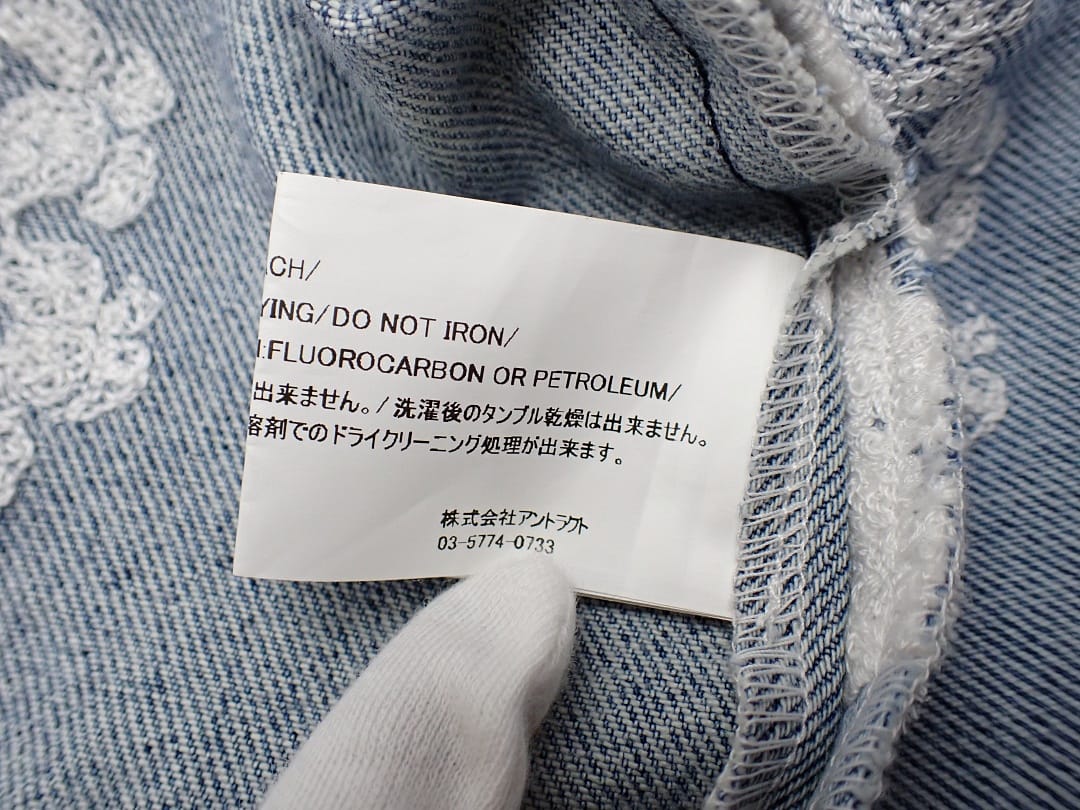 CH/
YING/DO NOT IRON/
:FLUOROCARBON OR PETROLEUM/
出来ません。/洗濯後のタンブル乾燥は出来ません。
溶剤でのドライクリーニング処理が出来ます。
株式会社アントラクト
03-5774-0733